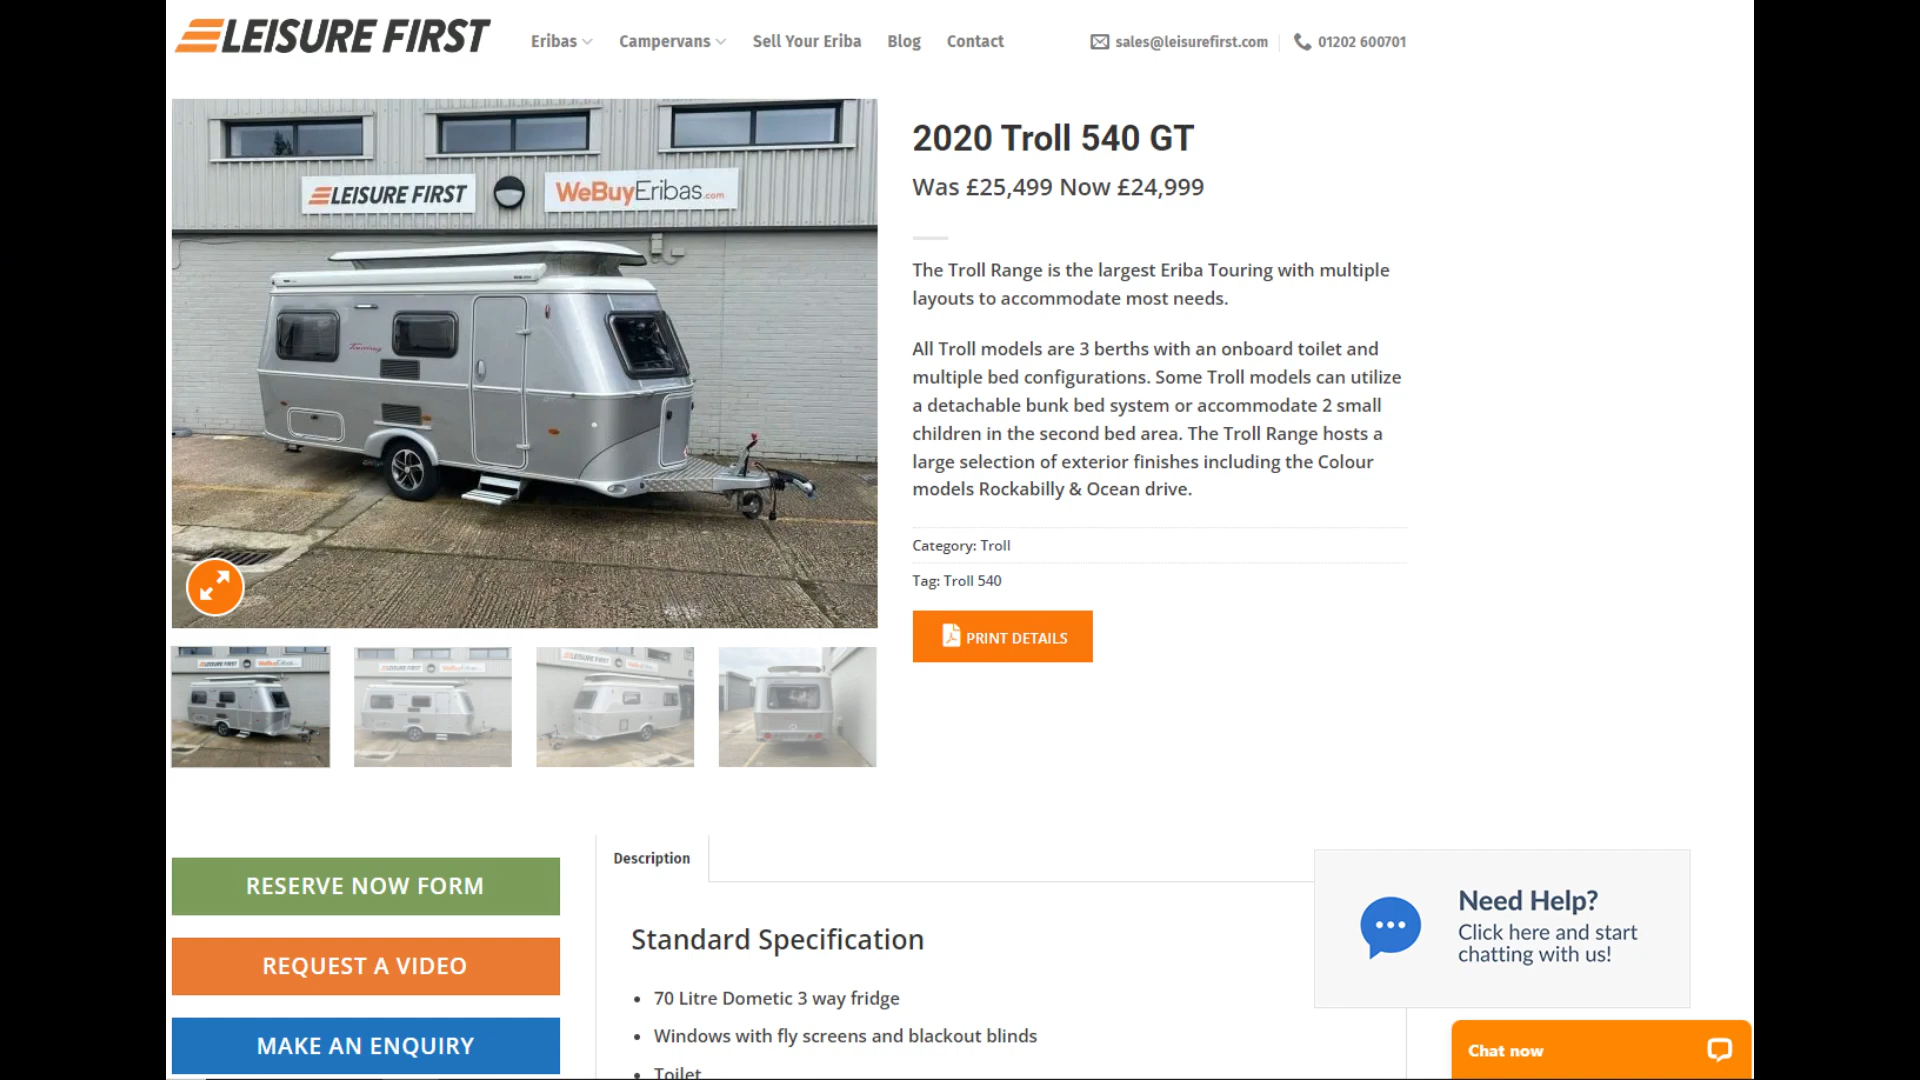 LEISURE FIRST
Eribas
Campervans
Sell Your Eriba
Blog
Contact
sales@leisurefirst.com
01202 600701
LEISURE FIRST
WeBuyEribas.com
Touring
2020 Troll 540 GT
Was £25,499 Now £24,999
The Troll Range is the largest Eriba Touring with multiple
layouts to accommodate most needs.
All Troll models are 3 berths with an onboard toilet and
multiple bed configurations. Some Troll models can utilize
a detachable bunk bed system or accommodate 2 small
children in the second bed area. The Troll Range hosts a
large selection of exterior finishes including the Colour
models Rockabilly & Ocean drive.
Category: Troll
Tag: Troll 540
PRINT DETAILS
RESERVE NOW FORM
REQUEST A VIDEO
MAKE AN ENQUIRY
Description
Standard Specification
• 70 Litre Dometic 3 way fridge
• Windows with fly screens and blackout blinds
• Toilet
Need Help?
Click here and start
chatting with us!
Chat now